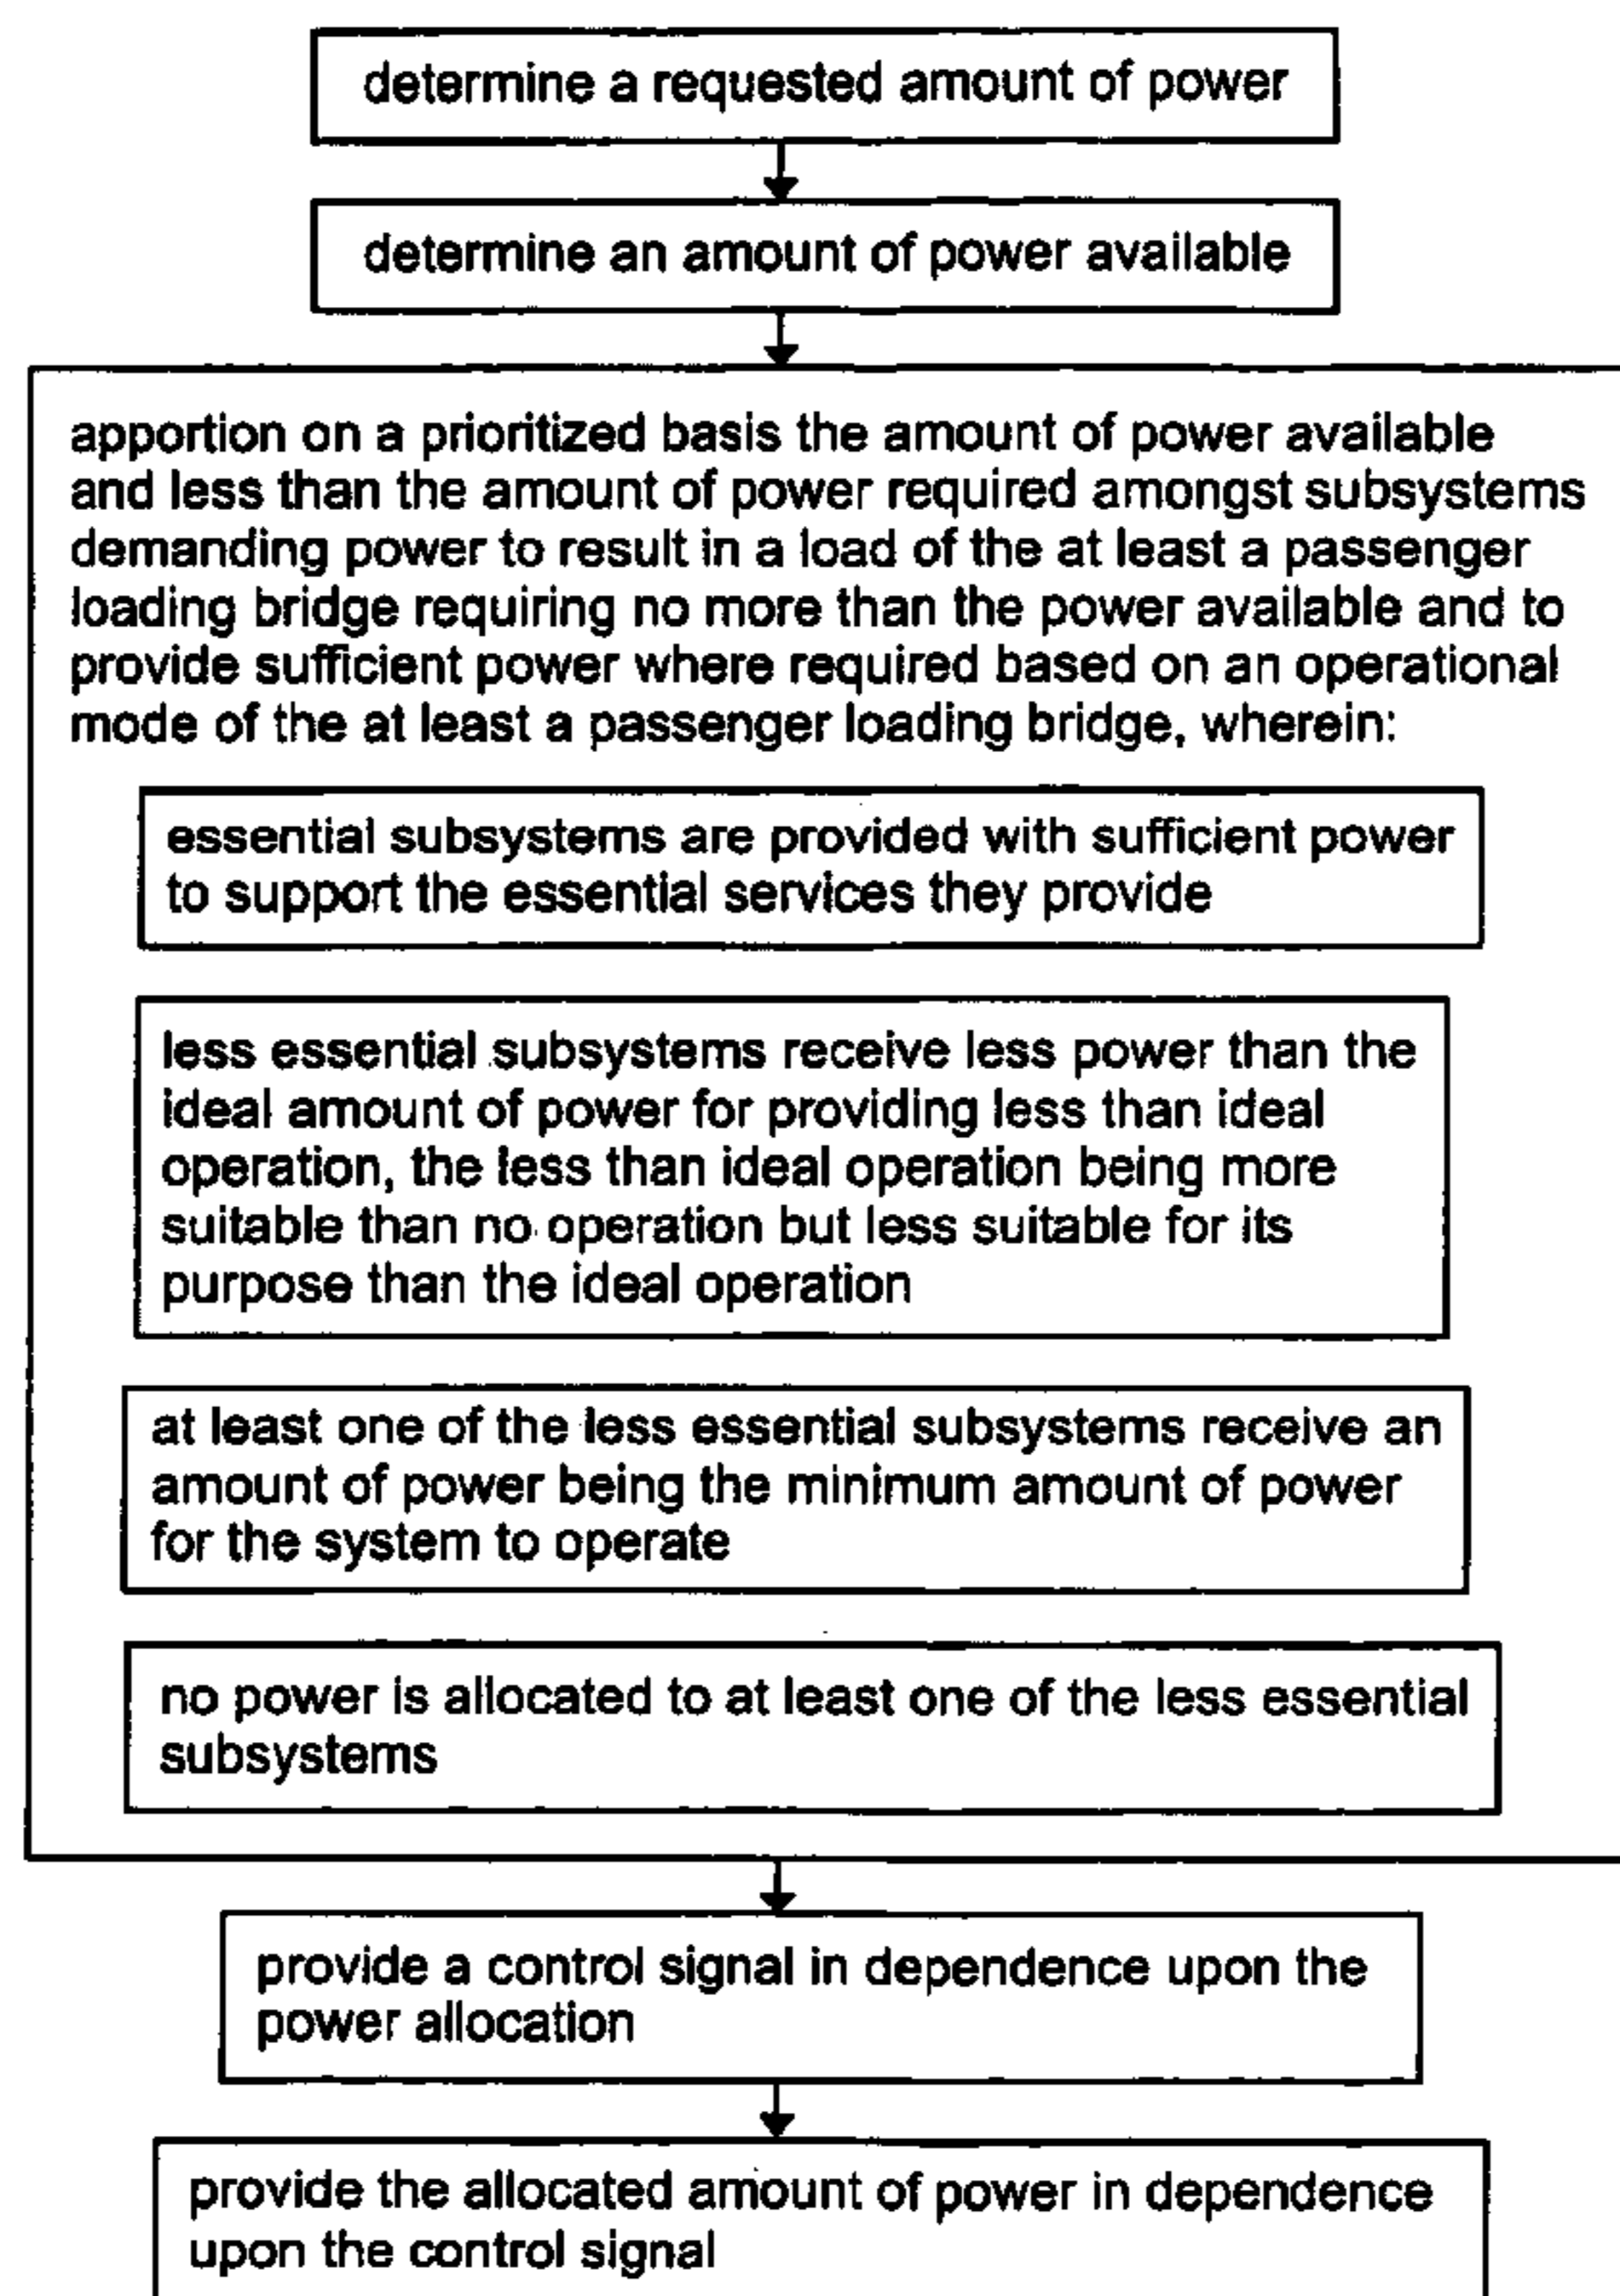 determine a requested amount of power
determine an amount of power available
apportion on a prioritized basis the amount of power available
and less than the amount of power required amongst subsystems
demanding power to result in a load of the at least a passenger
loading bridge requiring no more than the power available and to
provide sufficient power where required based on an operational
mode of the at least a passenger loading bridge, wherein:
essential subsystems are provided with sufficient power
to support the essential services they provide
less essential subsystems receive less power than the
ideal amount of power for providing less than ideal
operation, the less than ideal operation being more
suitable than no operation but less suitable for its
purpose than the ideal operation
at least one of the less essential subsystems receive an
amount of power being the minimum amount of power
for the system to operate
no power is allocated to at least one of the less essential
subsystems
provide a control signal in dependence upon the
power allocation
provide the allocated amount of power in dependence
upon the control signal